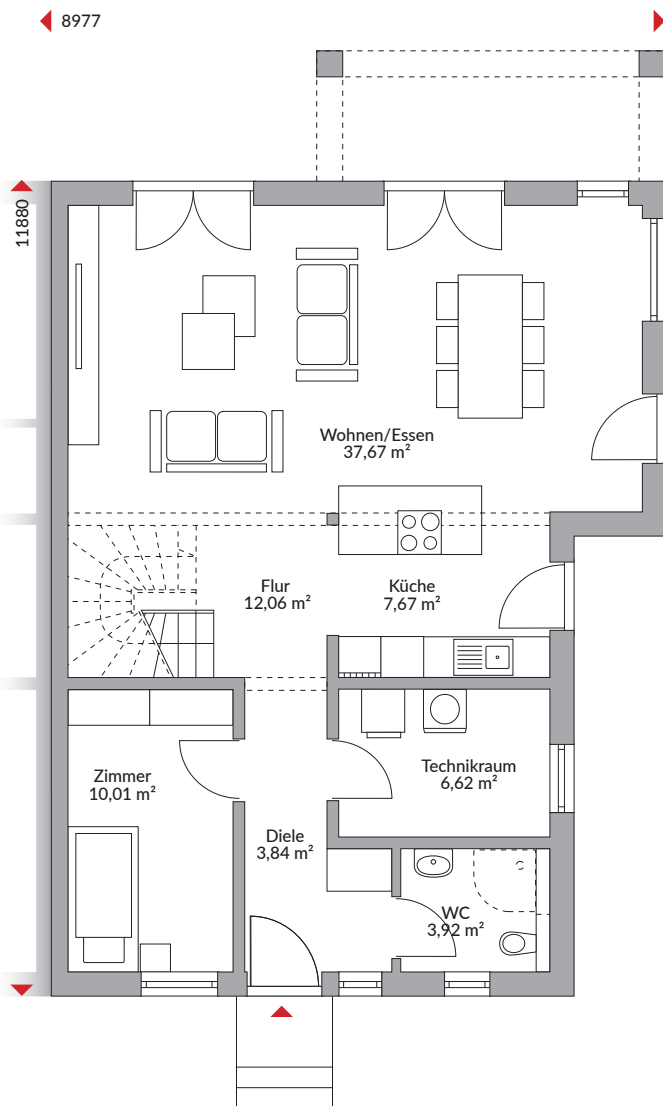 8977
11880
Wohnen/Essen
37,67 m²
Flur
12,06 m²
Küche
7,67 m²
Zimmer
10,01 m²
Technikraum
6,62 m²
Diele
3,84 m²
WC
3,92 m²